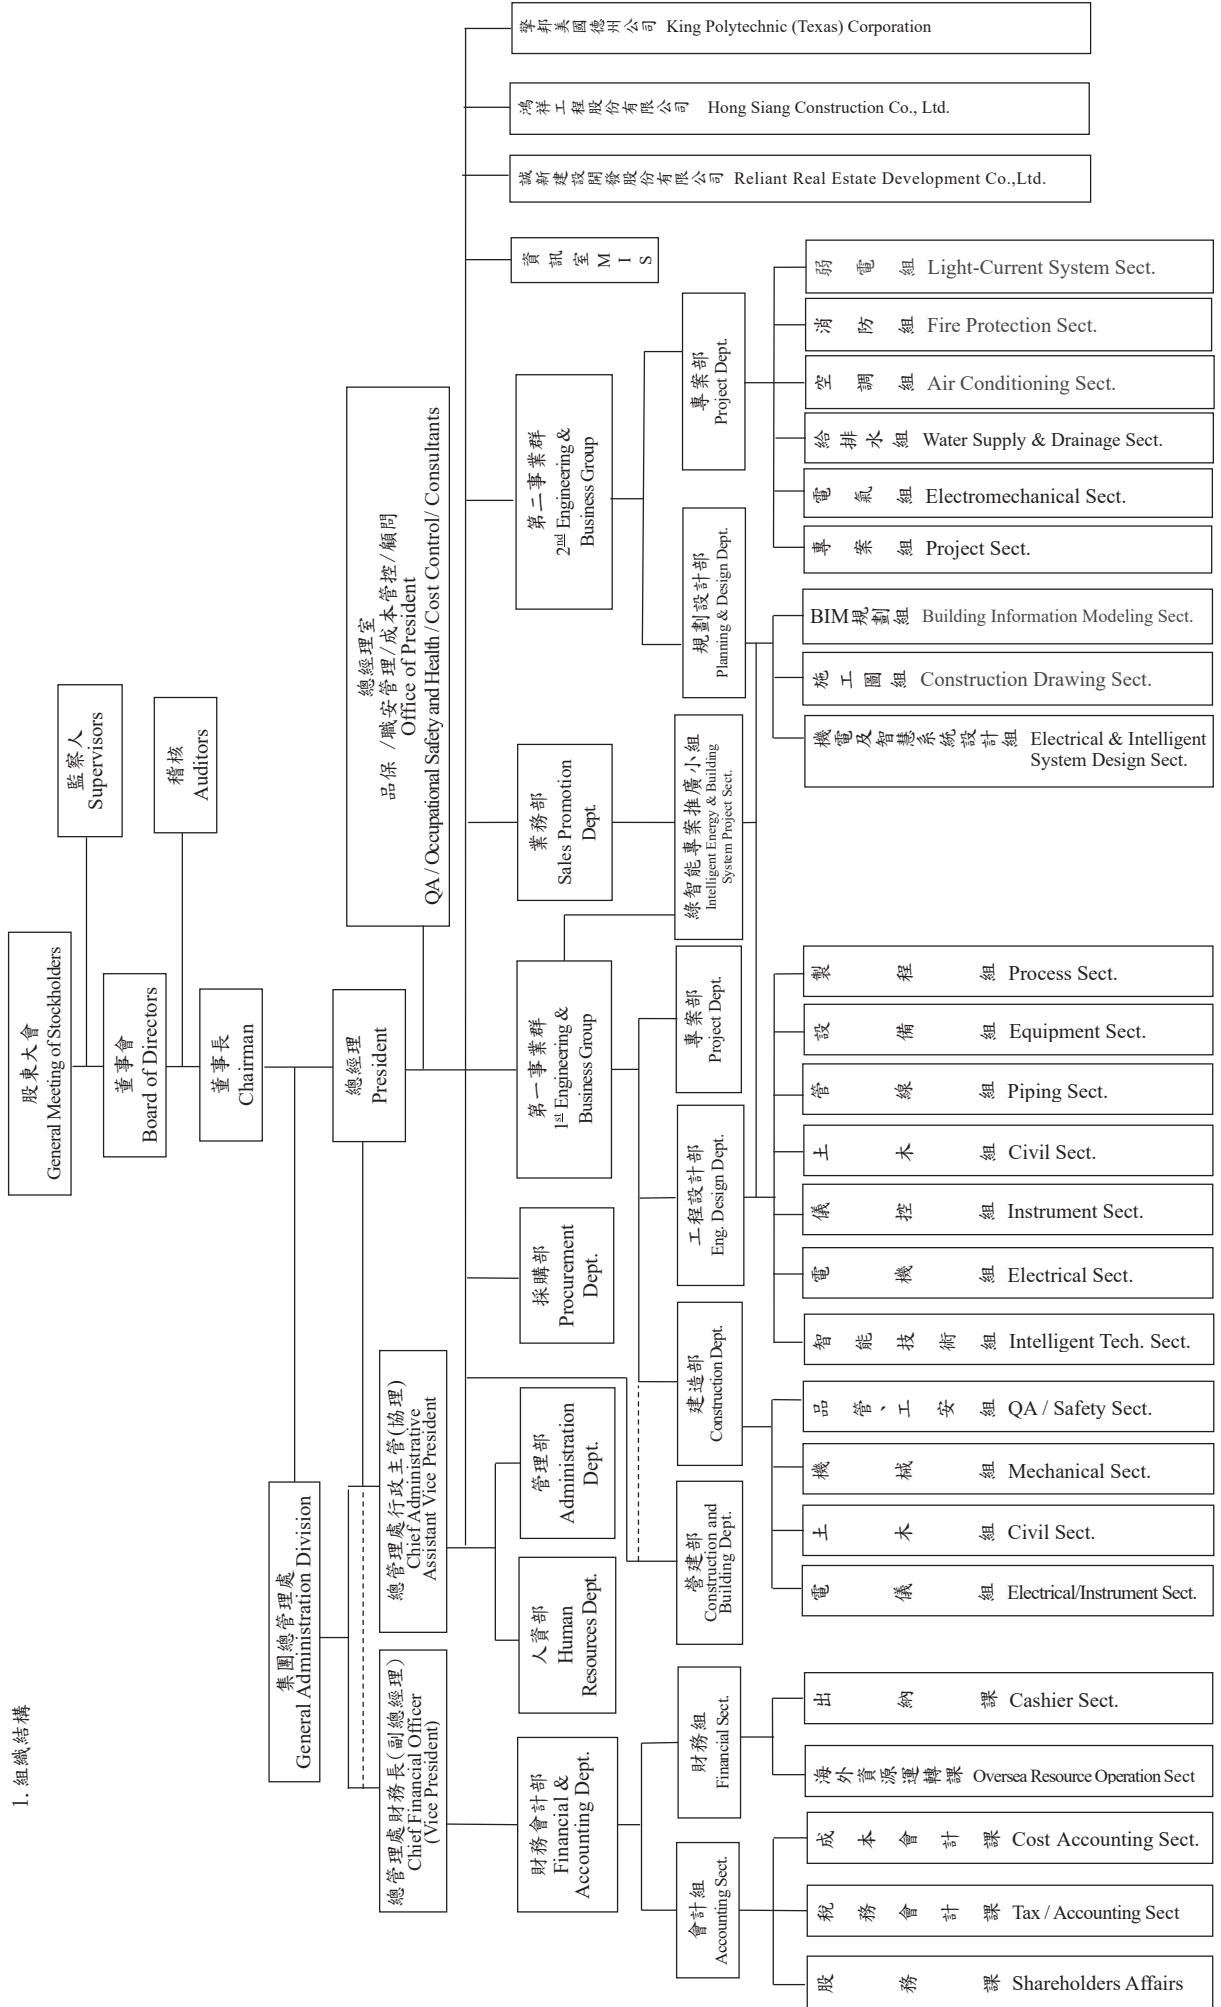 1. 組織結構
股東大會
General Meeting of Stockholders
監察人
Supervisors
董事會
Board of Directors
稽核
Auditors
董事長
Chairman
集團總管理處
General Administration Division
總經理
President
總經理室
品保 /職安管理/成本管控/顧問
Office of President
QA / Occupational Safety and Health / Cost Control/ Consultants
總管理處財務長(副總經理)
Chief Financial Officer
(Vice President)
總管理處行政主管(協理)
Chief Administrative
Assistant Vice President
財務會計部
Financial &
Accounting Dept.
人資部
Human
Resources Dept.
管理部
Administration
Dept.
採購部
Procurement
Dept.
第一事業群
1st Engineering &
Business Group
業務部
Sales Promotion
Dept.
第二事業群
2nd Engineering &
Business Group
資訊室MIS
誠新建設開發股份有限公司 Reliant Real Estate Development Co.,Ltd.
鴻祥工程股份有限公司 Hong Siang Construction Co., Ltd.
擎邦美國德州公司 King Polytechnic (Texas) Corporation
會計組
Accounting Sect.
財務組
Financial Sect.
營建部
Construction and
Building Dept.
建造部
Construction Dept.
工程設計部
Eng. Design Dept.
專案部
Project Dept.
綠智能專案推廣小組
Intelligent Energy & Building
System Project Sect.
規劃設計部
Planning & Design Dept.
專案部
Project Dept.
股務課 Shareholders Affairs
稅務會計課 Tax / Accounting Sect
成本會計課 Cost Accounting Sect.
海外資源運轉課 Oversea Resource Operation Sect
出納課 Cashier Sect.
電儀組 Electrical/Instrument Sect.
土木組 Civil Sect.
機械組 Mechanical Sect.
品管、工安組 QA / Safety Sect.
智能技術組 Intelligent Tech. Sect.
電機組 Electrical Sect.
儀控組 Instrument Sect.
土木組 Civil Sect.
管線組 Piping Sect.
設備組 Equipment Sect.
製程組 Process Sect.
機電及智慧系統設計組 Electrical & Intelligent
System Design Sect.
施工圖組 Construction Drawing Sect.
BIM規劃組 Building Information Modeling Sect.
專案組 Project Sect.
電氣組 Electromechanical Sect.
給排水組 Water Supply & Drainage Sect.
空調組 Air Conditioning Sect.
消防組 Fire Protection Sect.
弱電組 Light-Current System Sect.